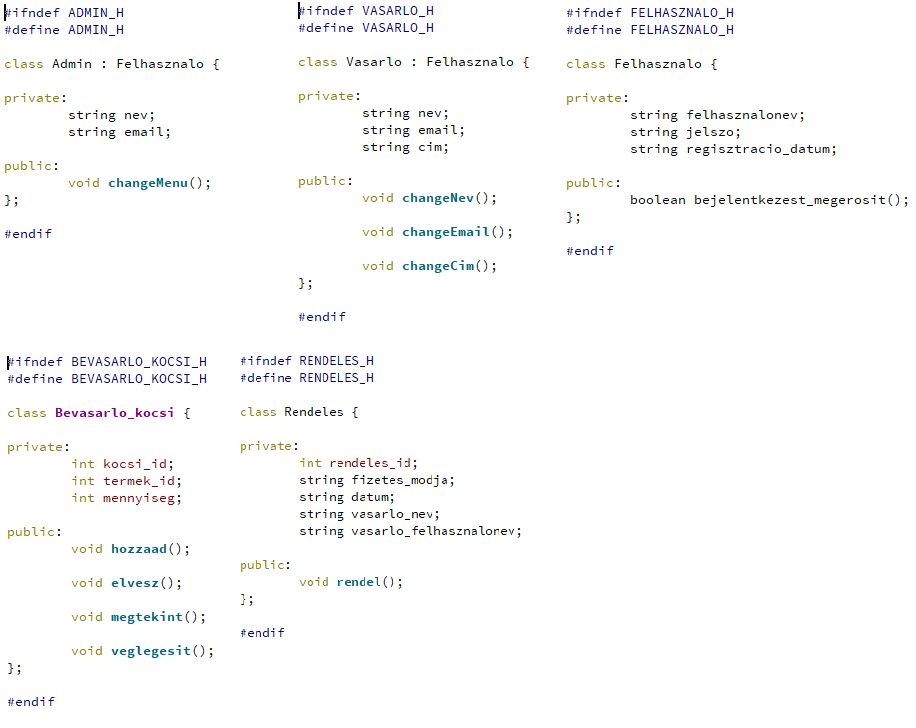 #ifndef ADMIN_H
#define ADMIN_H
class Admin : Felhasznalo {
private:
string nev;
string email;
public:
void changeMenu();
};
#endif
#ifndef VASARLO_H
#define VASARLO_H
class Vasarlo : Felhasznalo {
private:
string nev;
string email;
string cim;
public:
void changeNev();
void changeEmail();
void changeCim();
};
#endif
#ifndef FELHASZNALO_H
#define FELHASZNALO_H
class Felhasznalo {
private:
string felhasznalonev;
string jelszo;
string regisztracio_datum;
public:
boolean bejelentkezest_megerosit();
};
#endif
#ifndef BEVASARLO_KOCSI_H
#define BEVASARLO_KOCSI_H
class Bevasarlo_kocsi {
private:
int kocsi_id;
int termek_id;
int mennyiseg;
public:
void hozzaad();
void elvesz();
void megtekint();
void veglegesit();
};
#endif
#ifndef RENDELES_H
#define RENDELES_H
class Rendeles {
private:
int rendeles_id;
string fizetes_modja;
string datum;
string vasarlo_nev;
string vasarlo_felhasznalonev;
public:
void rendel();
};
#endif